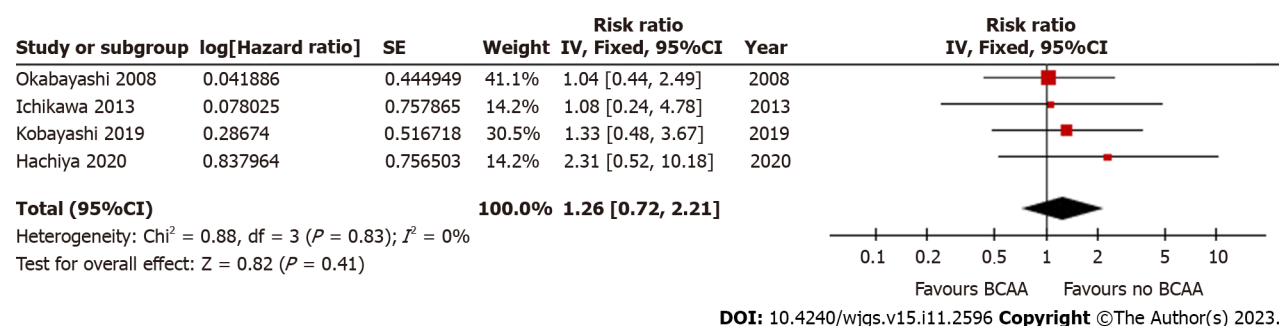 Risk ratio Risk ratio
Study or subgroup log[Hazard ratio] SE Weight IV, Fixed, 95%CI Year IV, Fixed, 95%CI
Okabayashi 2008 0.041886 0.444949 41.1% 1.04 [0.44, 2.49] 2008
Ichikawa 2013 0.078025 0.757865 14.2% 1.08 [0.24, 4.78] 2013
Kobayashi 2019 0.28674 0.516718 30.5% 1.33 [0.48, 3.67] 2019
Hachiya 2020 0.837964 0.756503 14.2% 2.31 [0.52, 10.18] 2020
Total (95%CI) 100.0% 1.26 [0.72, 2.21]
Heterogeneity: Chi² = 0.88, df = 3 (P = 0.83); I² = 0%
Test for overall effect: Z = 0.82 (P = 0.41)
0.1 0.2 0.5 1 2 5 10
Favours BCAA Favours no BCAA
DOI: 10.4240/wjgs.v15.i11.2596 Copyright ©The Author(s) 2023.